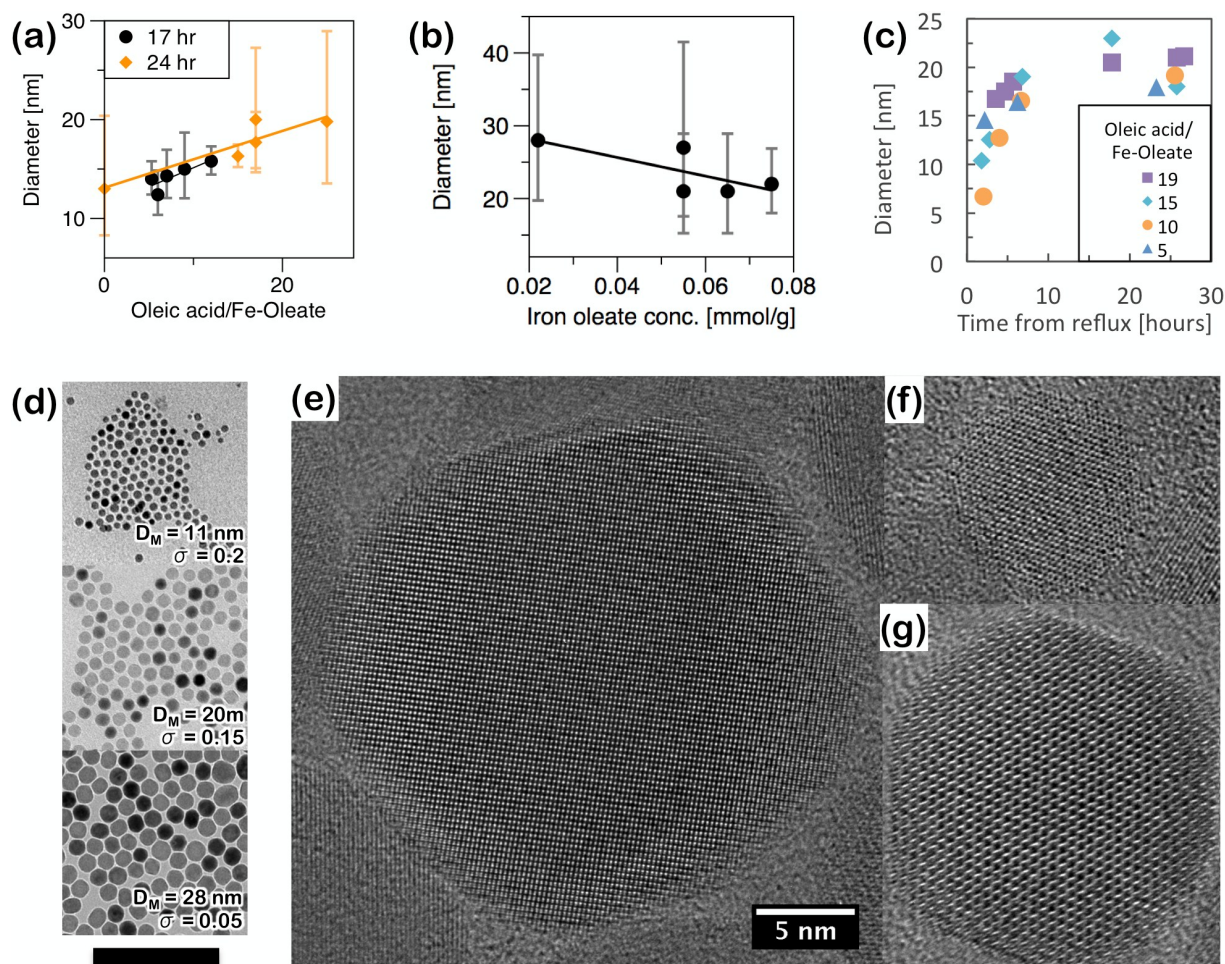 (a)
30
20
10
Diameter [nm]
17 hr
24 hr
0
20
Oleic acid/Fe-Oleate
(b)
40
30
20
Diameter [nm]
0.02
0.04
0.06
0.08
Iron oleate conc. [mmol/g]
(c)
25
20
15
10
5
0
Diameter [nm]
Oleic acid/
Fe-Oleate
19
15
10
5
0
10
20
30
Time from reflux [hours]
(d)
D_M = 11 nm
σ = 0.2
D_M = 20m
σ = 0.15
D_M = 28 nm
σ = 0.05
(e)
5 nm
(f)
(g)